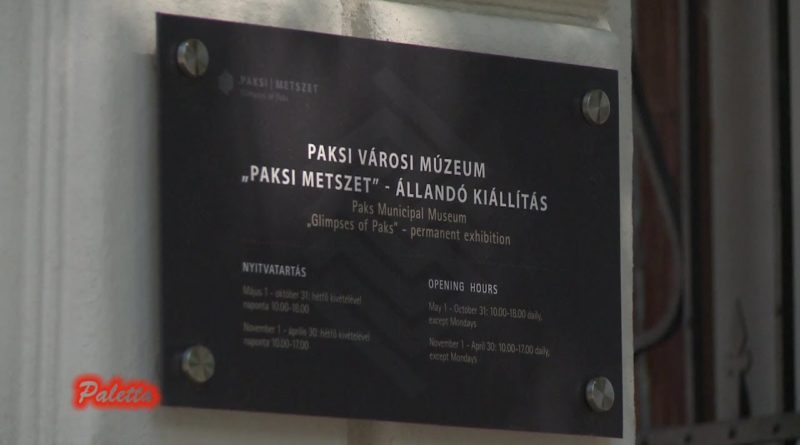 PAKSI | METSZET
Glimpses of Paks
PAKSI VÁROSI MÚZEUM
„PAKSI METSZET” - ÁLLANDÓ KIÁLLÍTÁS
Paks Municipal Museum
„Glimpses of Paks” - permanent exhibition
NYITVATARTÁS
Május 1 - október 31: hétfő kivételével
naponta 10.00-18.00
November 1 - április 30: hétfő kivételével
naponta 10.00-17.00
OPENING HOURS
May 1 - October 31: 10.00-18.00 daily,
except Mondays
November 1 - April 30: 10.00-17.00 daily,
except Mondays
Paletta